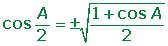 cos A/2 = ±√((1 + cos A)/2)